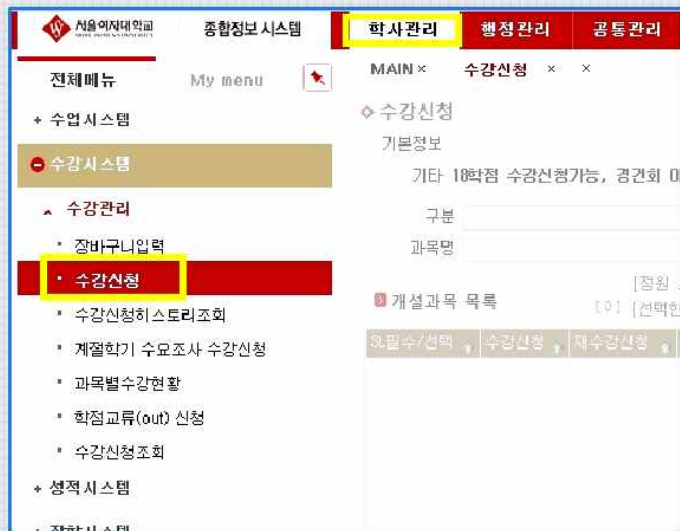 서울여자대학교 종합정보 시스템 학사관리 행정관리 공통관리
전체메뉴 My menu
MAIN × 수강신청 × ×
+ 수업시스템
수강신청
기본정보
수강시스템
기타 18학점 수강신청가능, 경건회
수강관리
구분
장바구니입력
과목명
수강신청
[정원
수강신청히스토리조회
개설과목 목록
[0] [선택한
계절학기 수요조사 수강신청
SL필수/선택 수강신청 재수강신청
과목별수강현황
학점교류(out) 신청
수강신청조회
+ 성적시스템
+ 장학시스템